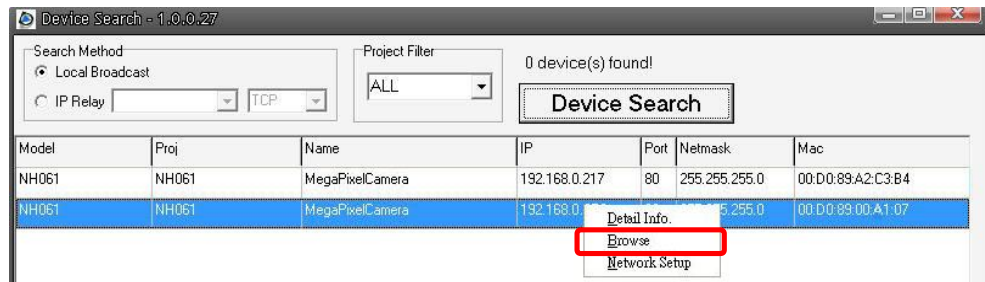 Device Search - 1.0.0.27
Search Method
Local Broadcast
IP Relay TCP
Project Filter
ALL
0 device(s) found!
Device Search
Model Proj Name IP Port Netmask Mac
NH061 NH061 MegaPixelCamera 192.168.0.217 80 255.255.255.0 00:D0:89:A2:C3:B4
NH061 NH061 MegaPixelCamera 192.168.0. 5.255.0 00:D0:89:00:A1:07
Detail Info.
Browse
Network Setup